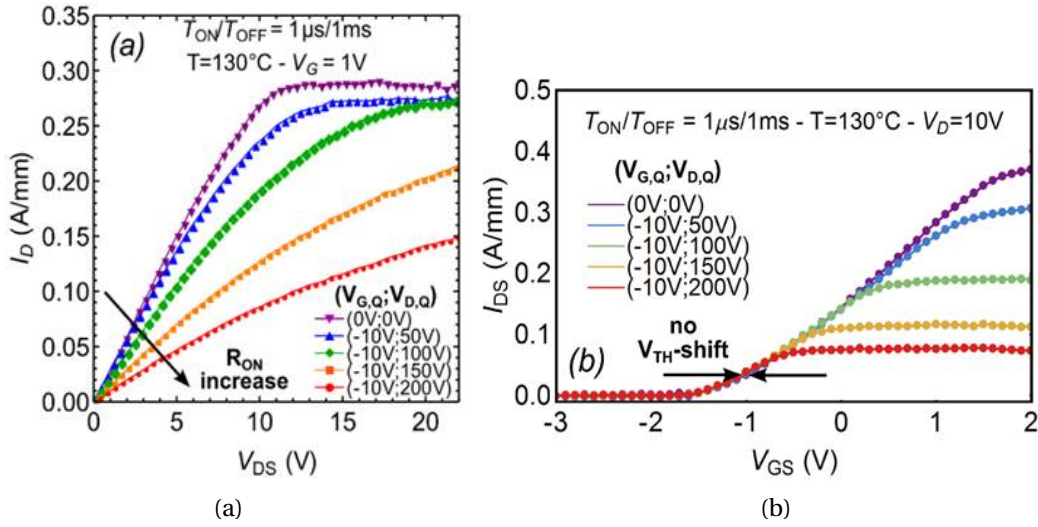 (a)
T_ON/T_OFF = 1µs/1ms
T=130°C - V_G = 1V
0.35
0.30
0.25
0.20
0.15
0.10
0.05
0.00
I_D (A/mm)
R_ON
increase
(V_G,Q;V_D,Q)
(0V;0V)
(-10V;50V)
(-10V;100V)
(-10V;150V)
(-10V;200V)
0 5 10 15 20
V_DS (V)
(a)
T_ON/T_OFF = 1µs/1ms - T=130°C - V_D=10V
(V_G,Q;V_D,Q)
(0V;0V)
(-10V;50V)
(-10V;100V)
(-10V;150V)
(-10V;200V)
0.5
0.4
0.3
0.2
0.1
0.0
I_DS (A/mm)
no
V_TH-shift
(b)
-3 -2 -1 0 1 2
V_GS (V)
(b)